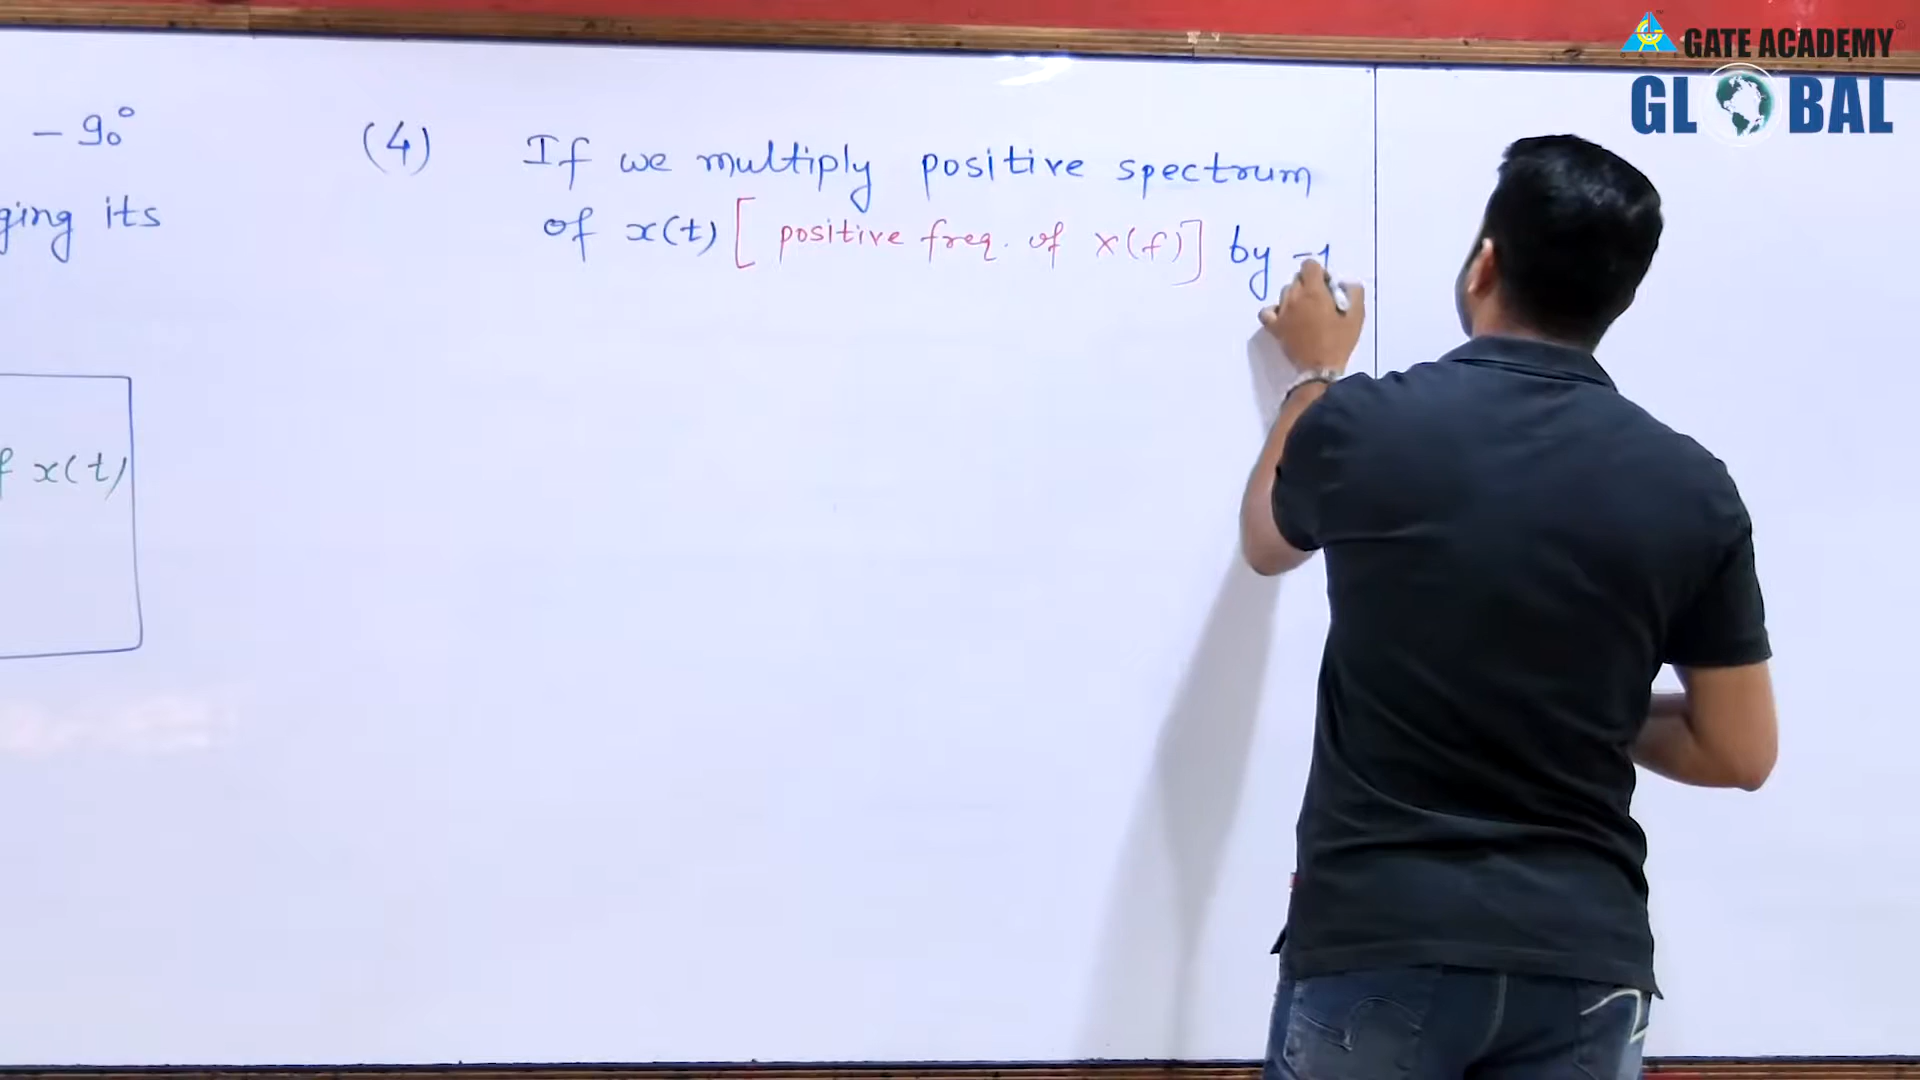 GATE ACADEMY
GLOBAL
- 90°
ging its
f x(t)
(4) If we multiply positive spectrum
of x(t) [ positive freq. of X(f) ] by -1